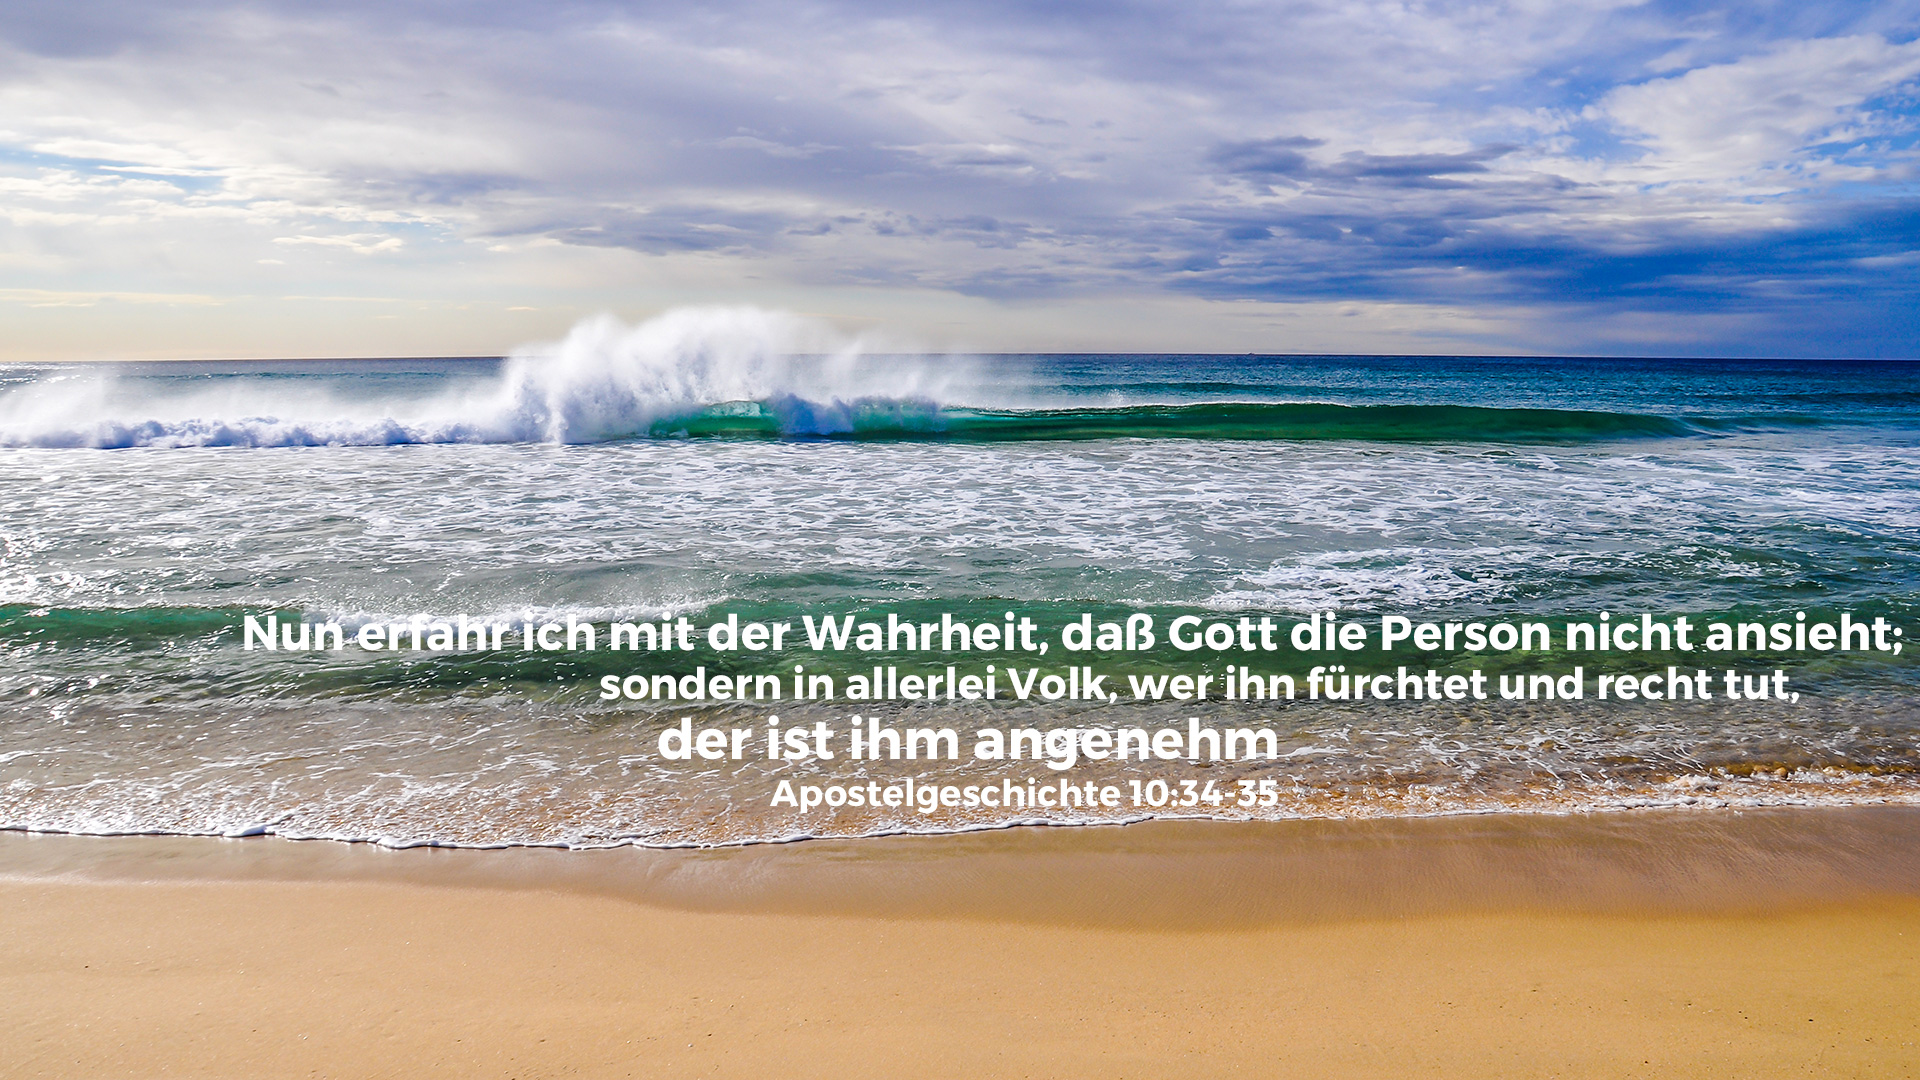 Nun erfahr ich mit der Wahrheit, daß Gott die Person nicht ansieht;
sondern in allerlei Volk, wer ihn fürchtet und recht tut,
der ist ihm angenehm
Apostelgeschichte 10:34-35